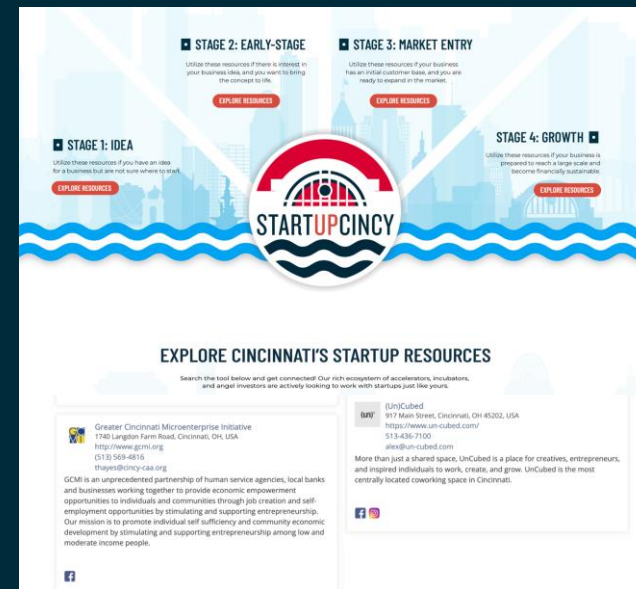 STAGE 2: EARLY-STAGE
Utilize these resources if there is interest in
your business idea, and you want to bring
the concept to life.
EXPLORE RESOURCES
STAGE 3: MARKET ENTRY
Utilize these resources if your business
has an initial customer base, and you are
ready to expand in the market.
EXPLORE RESOURCES
STAGE 1: IDEA
Utilize these resources if you have an idea
for a business but are not sure where to start.
EXPLORE RESOURCES
STAGE 4: GROWTH
Utilize these resources if your business is
prepared to reach a large scale and
become financially sustainable.
EXPLORE RESOURCES
STARTUPCINCY
EXPLORE CINCINNATI'S STARTUP RESOURCES
Search the tool below and get connected! Our rich ecosystem of accelerators, incubators,
and angel investors are actively looking to work with startups just like yours.
Greater Cincinnati Microenterprise Initiative
1740 Langdon Farm Road, Cincinnati, OH, USA
http://www.gcmi.org
(513) 569-4816
thayes@cincy-caa.org
GCMI is an unprecedented partnership of human service agencies, local banks
and businesses working together to provide economic empowerment
opportunities to individuals and communities through job creation and self-
employment opportunities by stimulating and supporting entrepreneurship.
Our mission is to promote individual self sufficiency and community economic
development by stimulating and supporting entrepreneurship among low and
moderate income people.
(un)³
(Un)Cubed
917 Main Street, Cincinnati, OH 45202, USA
https://www.un-cubed.com/
513-436-7100
alex@un-cubed.com
More than just a shared space, UnCubed is a place for creatives, entrepreneurs,
and inspired individuals to work, create, and grow. UnCubed is the most
centrally located coworking space in Cincinnati.